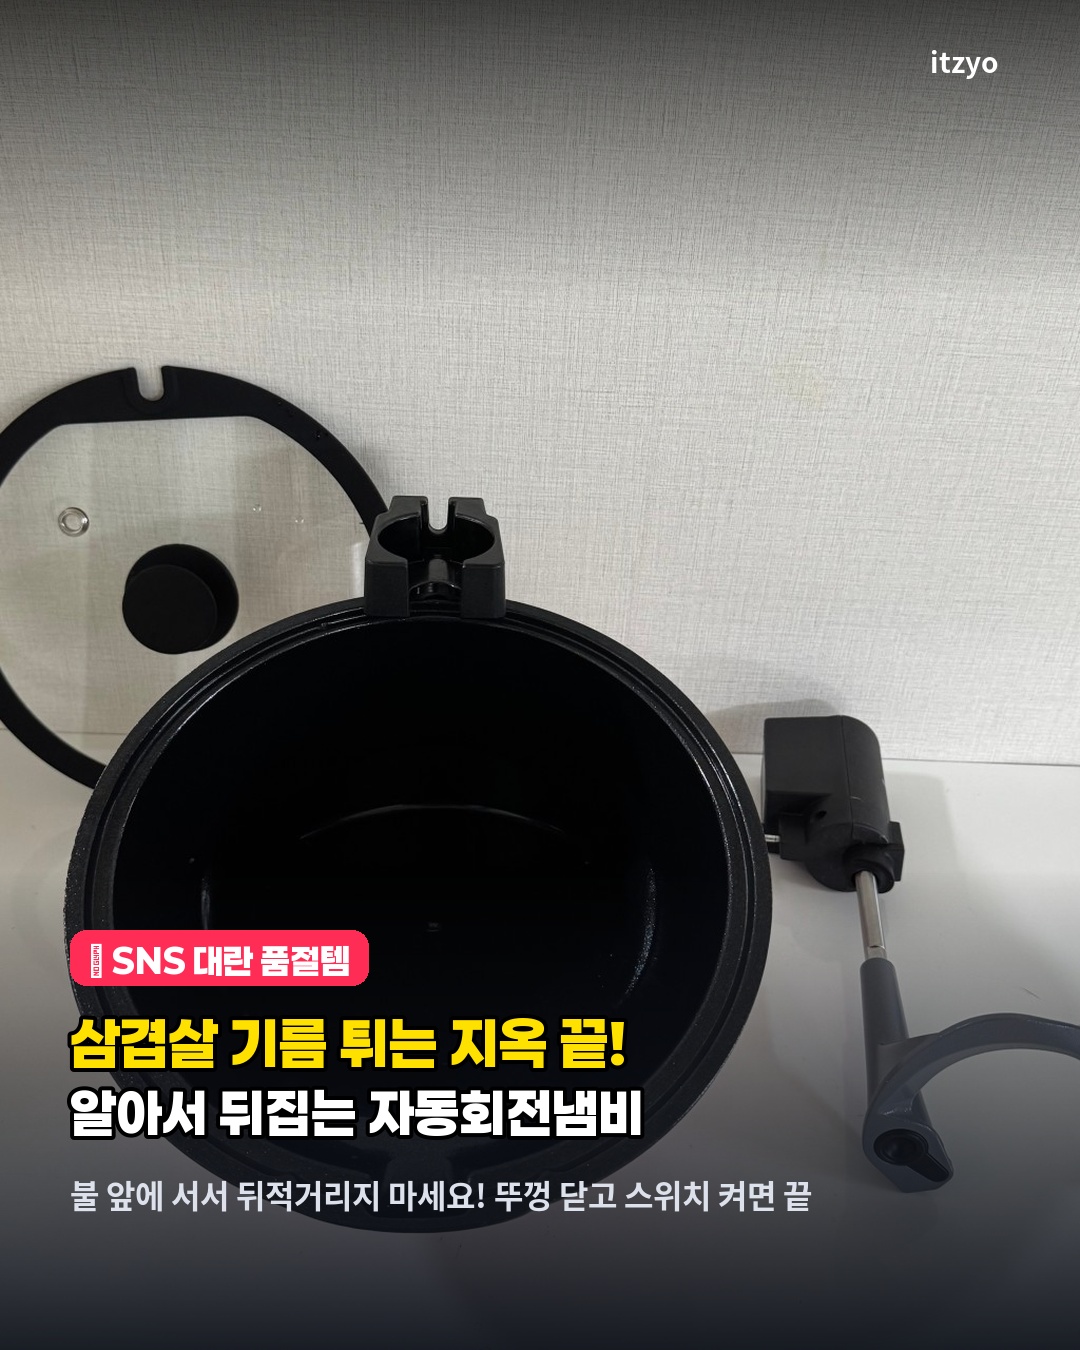 itzyo
SNS 대란 품절템
삼겹살 기름 튀는 지옥 끝!
알아서 뒤집는 자동회전냄비
불 앞에 서서 뒤적거리지 마세요! 뚜껑 닫고 스위치 켜면 끝